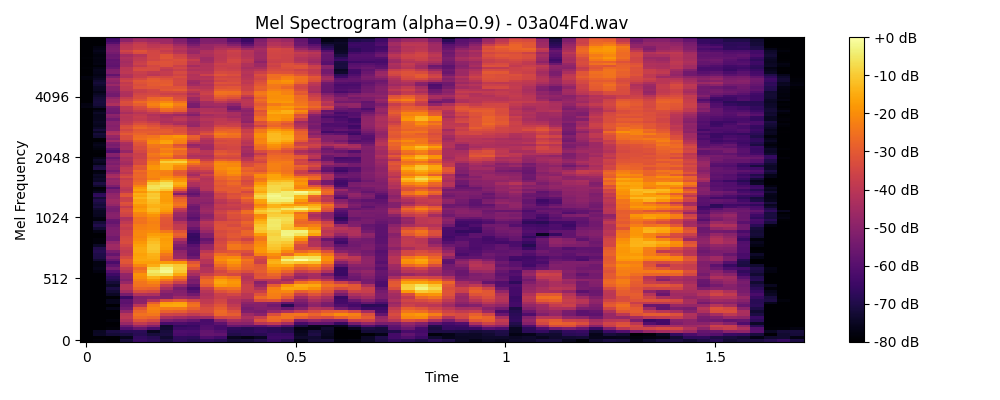 Mel Spectrogram (alpha=0.9) - 03a04Fd.wav
Mel Frequency
4096
2048
1024
512
0
0
0.5
1
1.5
Time
+0 dB
-10 dB
-20 dB
-30 dB
-40 dB
-50 dB
-60 dB
-70 dB
-80 dB